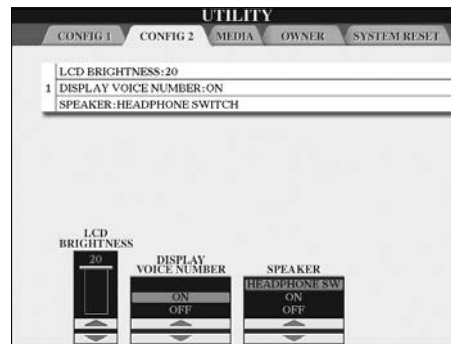 UTILITY
CONFIG 1 CONFIG 2 MEDIA OWNER SYSTEM RESET
LCD BRIGHTNESS:20
1 DISPLAY VOICE NUMBER:ON
SPEAKER:HEADPHONE SWITCH
LCD
BRIGHTNESS
20
DISPLAY
VOICE NUMBER
ON
OFF
SPEAKER
HEADPHONE SW
ON
OFF